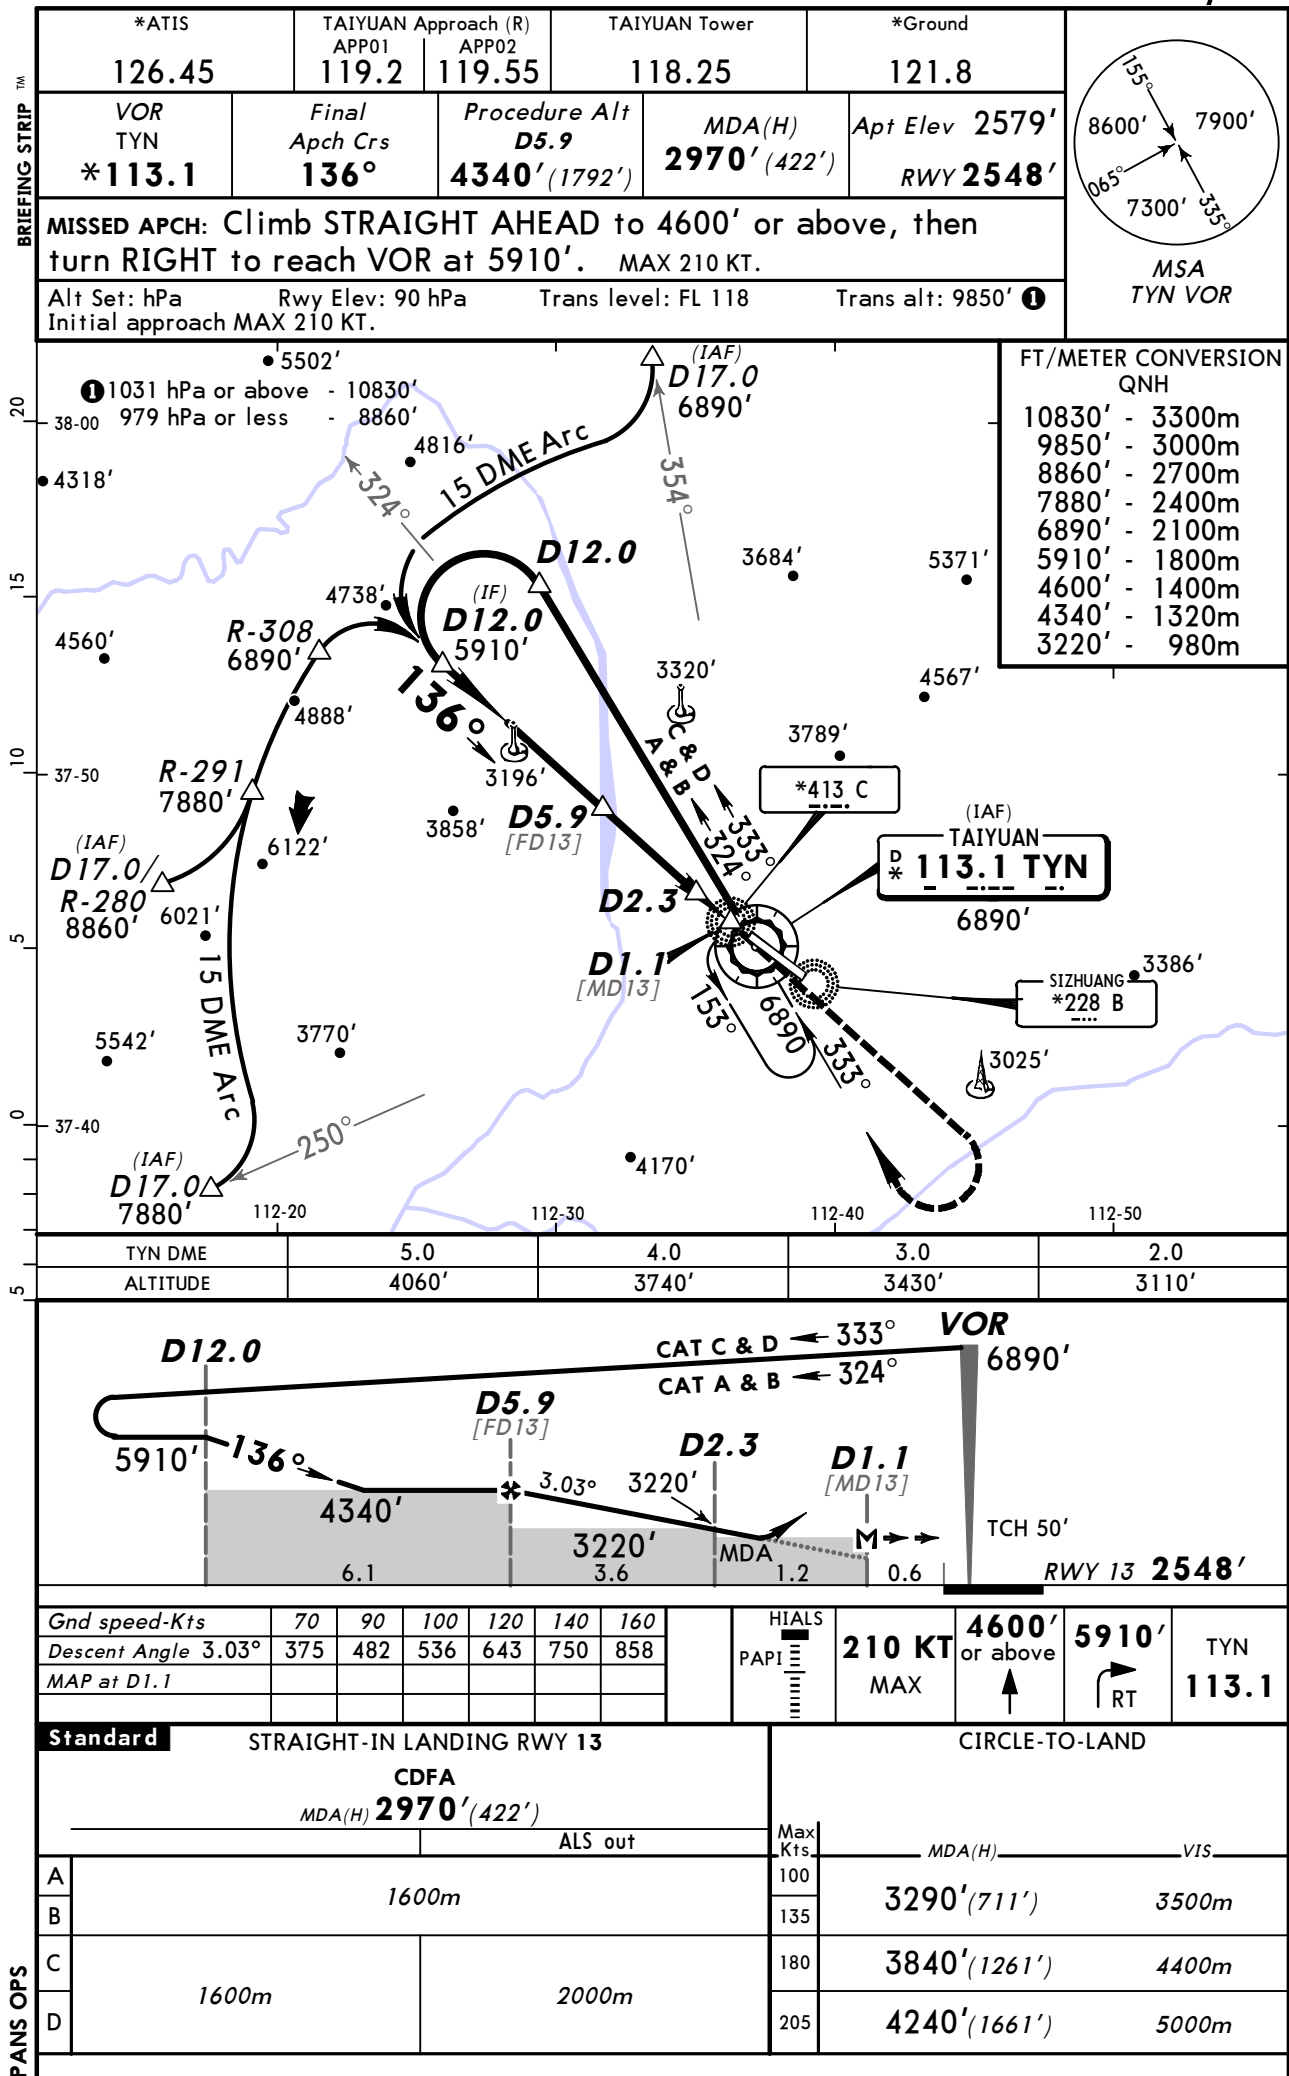 *ATIS
126.45
TAIYUAN Approach (R)
APP01 APP02
119.2 119.55
TAIYUAN Tower
118.25
*Ground
121.8
BRIEFING STRIP TM
VOR
TYN
*113.1
Final
Apch Crs
136°
Procedure Alt
D5.9
4340' (1792')
MDA(H)
2970' (422')
Apt Elev 2579'
RWY 2548'
MISSED APCH: Climb STRAIGHT AHEAD to 4600' or above, then
turn RIGHT to reach VOR at 5910'. MAX 210 KT.
Alt Set: hPa Rwy Elev: 90 hPa Trans level: FL 118 Trans alt: 9850' 1
Initial approach MAX 210 KT.
155°
8600'
7900'
065°
7300'
335°
MSA
TYN VOR
5502'
1 1031 hPa or above - 10830'
979 hPa or less - 8860'
(IAF)
D17.0
6890'
FT/METER CONVERSION
QNH
10830' - 3300m
9850' - 3000m
8860' - 2700m
7880' - 2400m
6890' - 2100m
5910' - 1800m
4600' - 1400m
4340' - 1320m
3220' - 980m
20
38-00
4816'
15 DME Arc
4318'
324°
354°
D12.0
3684'
5371'
15
4738'
(IF)
D12.0
5910'
R-308
6890'
4560'
136°
3320'
4567'
4888'
3789'
10
37-50
R-291
7880'
3196'
C & D 333°
A & B 324°
*413 C
3858'
D5.9
[FD13]
(IAF)
TAIYUAN
D
* 113.1 TYN
6890'
6122'
(IAF)
D17.0/
R-280
8860'
6021'
D2.3
5
D1.1
[MD13]
15 DME Arc
153°
6890
333°
3386'
SIZHUANG
*228 B
5542'
3770'
3025'
0
37-40
250°
(IAF)
D17.0
7880'
4170'
112-20
112-30
112-40
112-50
5
TYN DME 5.0 4.0 3.0 2.0
ALTITUDE 4060' 3740' 3430' 3110'
D12.0
CAT C & D 333°
CAT A & B 324°
VOR
6890'
D5.9
[FD13]
D2.3
D1.1
[MD13]
5910'
136°
3.03°
3220'
4340'
3220'
MDA
M
TCH 50'
6.1
3.6
1.2
0.6
RWY 13 2548'
Gnd speed-Kts 70 90 100 120 140 160
Descent Angle 3.03° 375 482 536 643 750 858
MAP at D1.1
HIALS
PAPI
210 KT
MAX
4600'
or above
5910'
RT
TYN
113.1
Standard
STRAIGHT-IN LANDING RWY 13
CDFA
MDA(H) 2970' (422')
ALS out
CIRCLE-TO-LAND
Max
Kts
MDA(H)
VIS
A
B
1600m
C
D
1600m
2000m
100
135
3290' (711') 3500m
180 3840' (1261') 4400m
205 4240' (1661') 5000m
PANS OPS